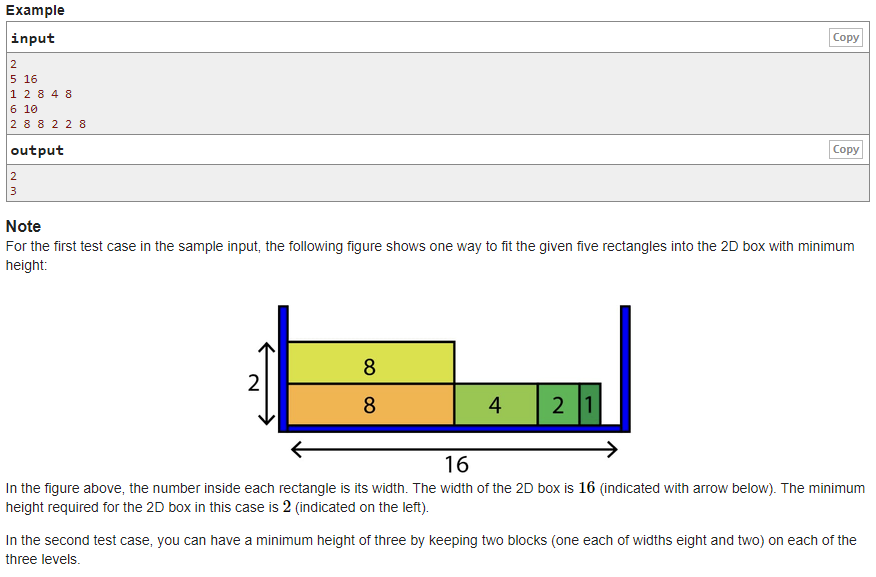 Example
input
Copy
2
5 16
1 2 8 4 8
6 10
2 8 8 2 2 8
output
Copy
2
3
Note
For the first test case in the sample input, the following figure shows one way to fit the given five rectangles into the 2D box with minimum
height:
8
2
8 4 2 1
16
In the figure above, the number inside each rectangle is its width. The width of the 2D box is 16 (indicated with arrow below). The minimum
height required for the 2D box in this case is 2 (indicated on the left).
In the second test case, you can have a minimum height of three by keeping two blocks (one each of widths eight and two) on each of the
three levels.